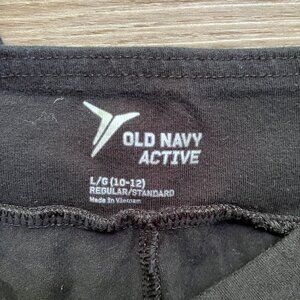 OLD NAVY
ACTIVE
L/G (10-12)
REGULAR/STANDARD
Made in Vietnam